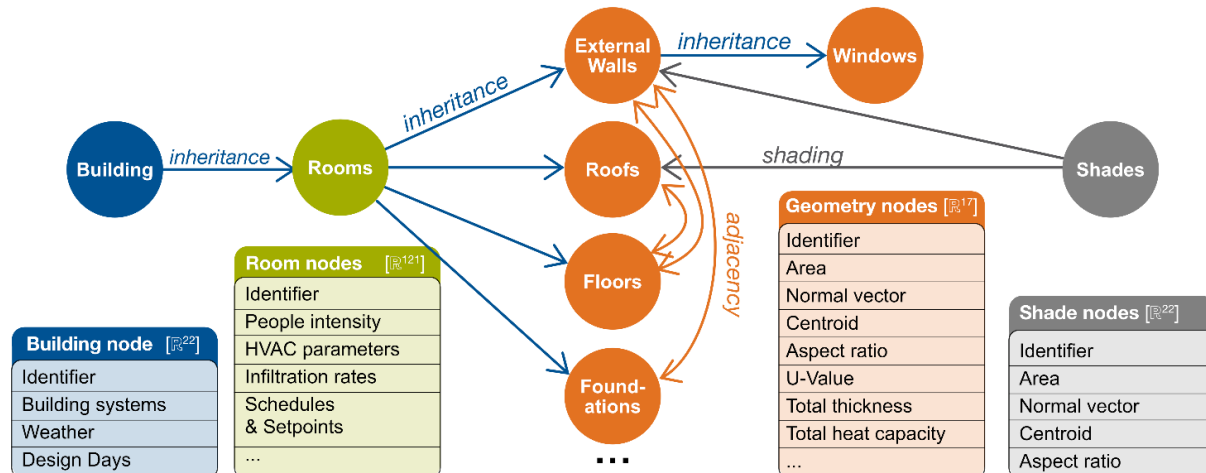 External
Walls
inheritance
Windows
inheritance
Building
inheritance
Rooms
Roofs
shading
Shades
adjacency
Floors
Found-
ations
...
Building node [ℝ22]
Identifier
Building systems
Weather
Design Days
Room nodes [ℝ121]
Identifier
People intensity
HVAC parameters
Infiltration rates
Schedules
& Setpoints
...
Geometry nodes [ℝ17]
Identifier
Area
Normal vector
Centroid
Aspect ratio
U-Value
Total thickness
Total heat capacity
...
Shade nodes [ℝ22]
Identifier
Area
Normal vector
Centroid
Aspect ratio